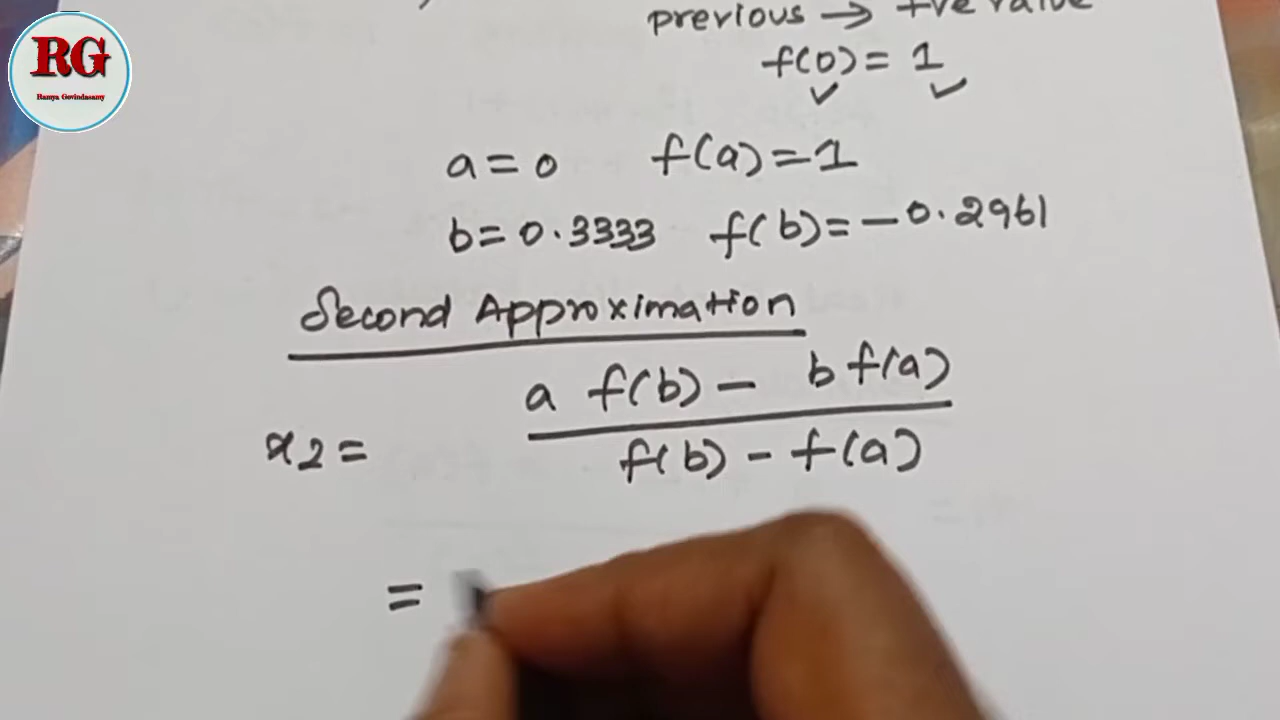 RG
Ramya Govindasamy
previous → +ve value
f(0) = 1
a = 0 f(a) = 1
b = 0.3333 f(b) = -0.2961
Second Approximation
a f(b) - b f(a)
x2 =
f(b) - f(a)
=